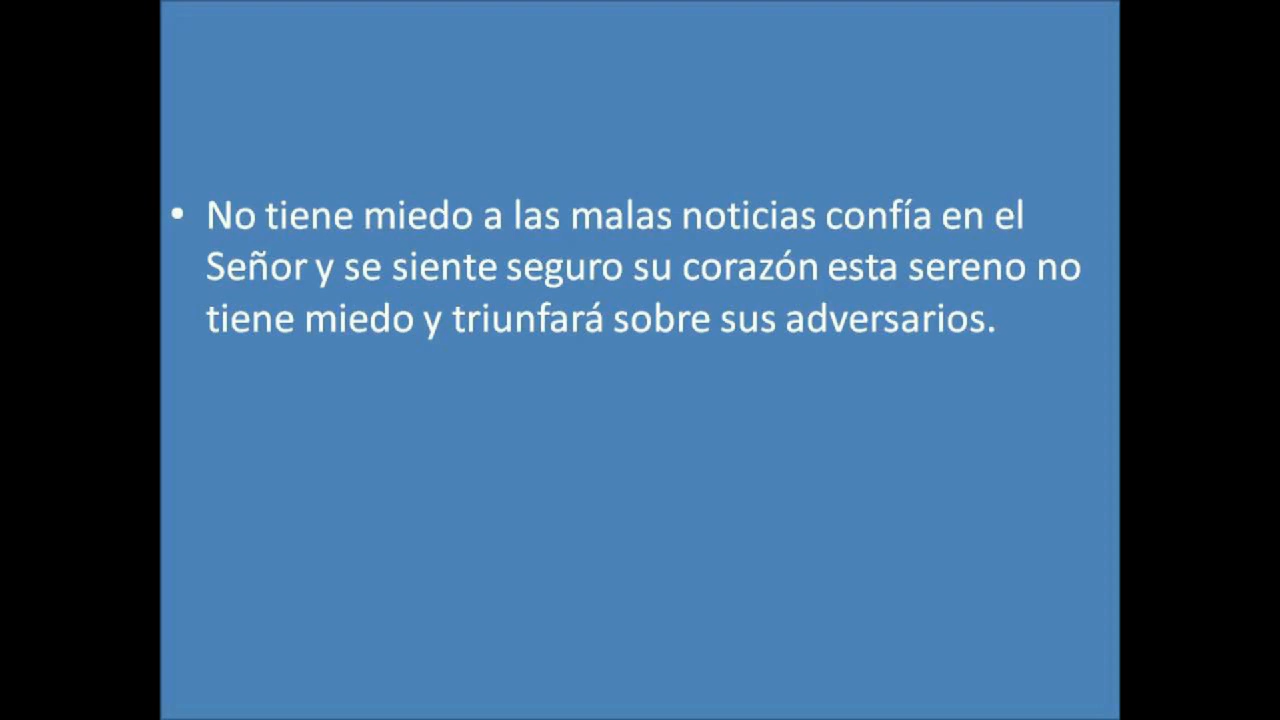 • No tiene miedo a las malas noticias confía en el
Señor y se siente seguro su corazón esta sereno no
tiene miedo y triunfará sobre sus adversarios.